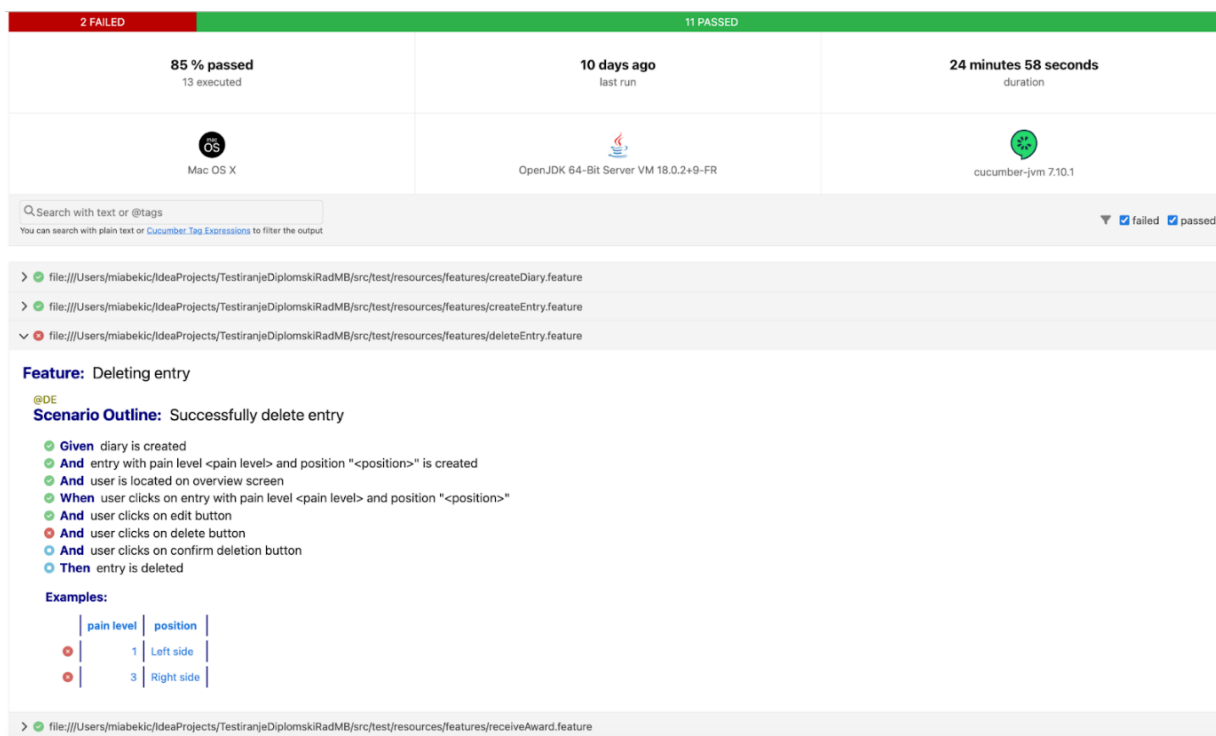 2 FAILED 11 PASSED
85 % passed 10 days ago 24 minutes 58 seconds
13 executed last run duration
mac
OS
Mac OS X OpenJDK 64-Bit Server VM 18.0.2+9-FR cucumber-jvm 7.10.1
Search with text or @tags
You can search with plain text or Cucumber Tag Expressions to filter the output
failed passed
file:///Users/miabekic/IdeaProjects/TestiranjeDiplomskiRadMB/src/test/resources/features/createDiary.feature
file:///Users/miabekic/IdeaProjects/TestiranjeDiplomskiRadMB/src/test/resources/features/createEntry.feature
file:///Users/miabekic/IdeaProjects/TestiranjeDiplomskiRadMB/src/test/resources/features/deleteEntry.feature
Feature: Deleting entry
@DE
Scenario Outline: Successfully delete entry
Given diary is created
And entry with pain level <pain level> and position "<position>" is created
And user is located on overview screen
When user clicks on entry with pain level <pain level> and position "<position>"
And user clicks on edit button
And user clicks on delete button
And user clicks on confirm deletion button
Then entry is deleted
Examples:
pain level position
1 Left side
3 Right side
file:///Users/miabekic/IdeaProjects/TestiranjeDiplomskiRadMB/src/test/resources/features/receiveAward.feature